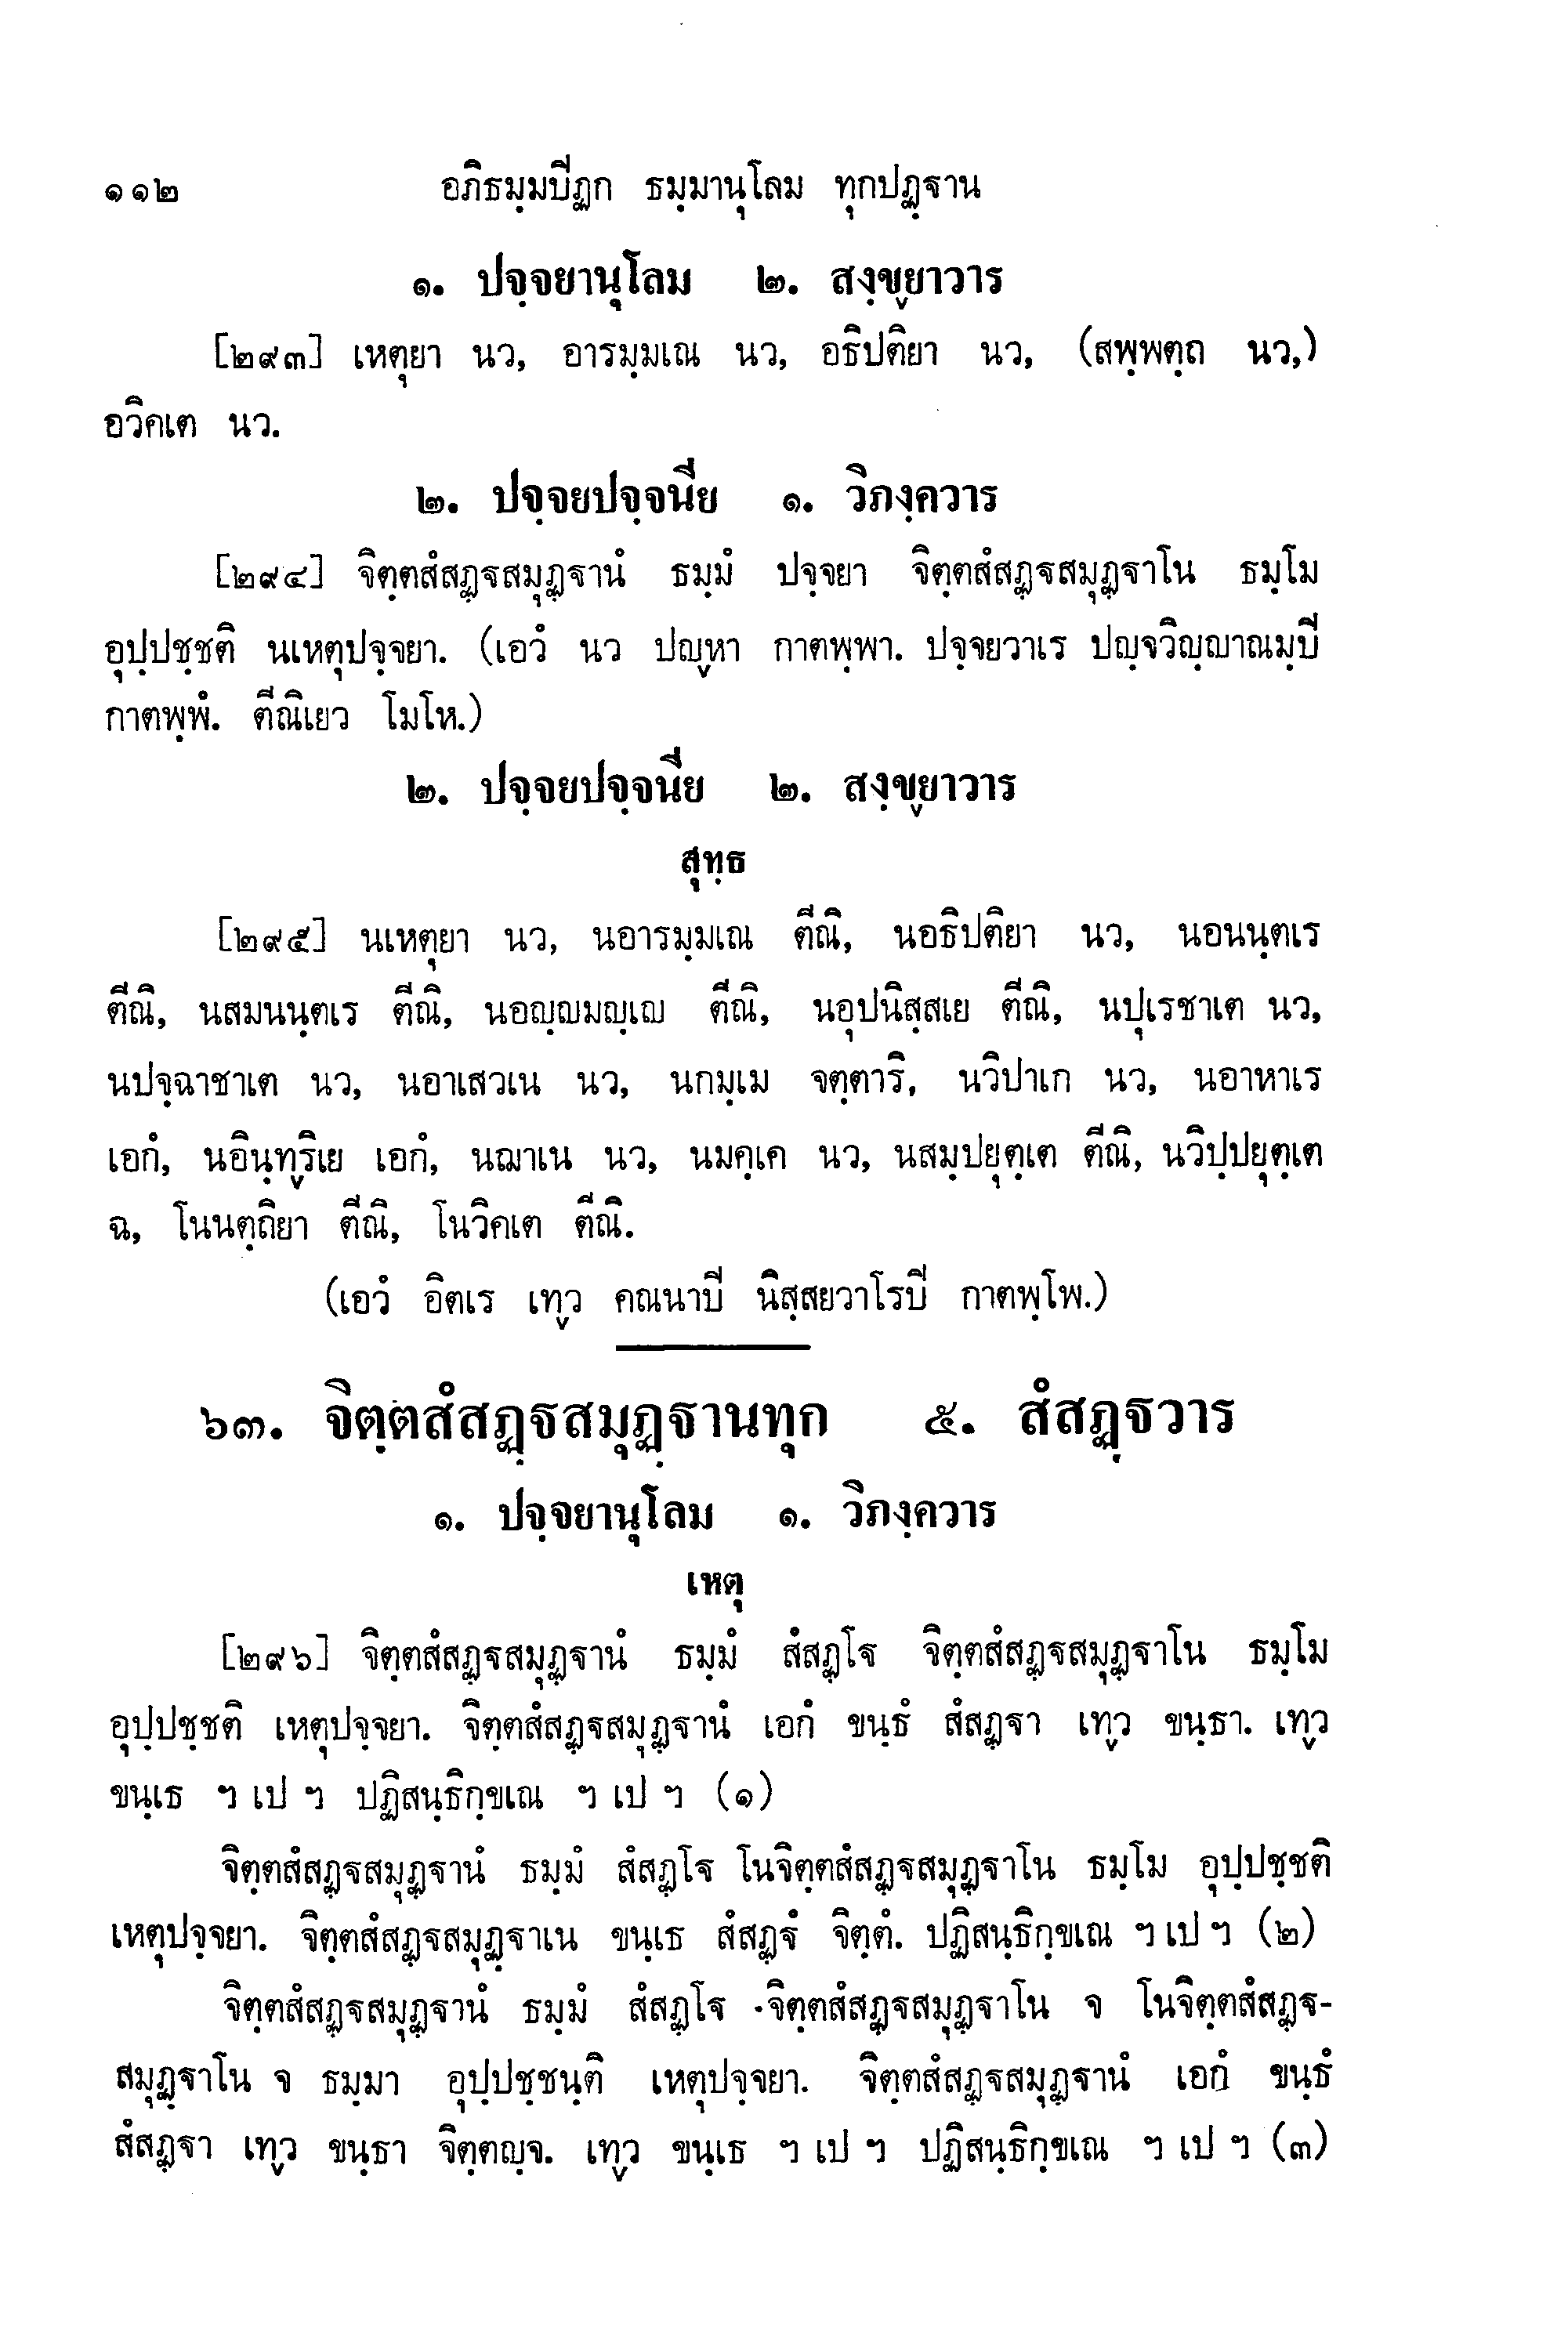 ๑๑๒ อภิธมฺมปีฏก ธมฺมานุโลม ทุกปฏฺฐาน
๑. ปจฺจยานุโลม ๒. สงฺขฺยาวาร
[๒๙๓] เหตุยา นว, อารมฺมเณ นว, อธิปติยา นว, (สพฺพตฺถ นว,)
อวิคเต นว.
๒. ปจฺจยปจฺจนีย ๑. วิภงฺควาร
[๒๙๔] จิตฺตสํสฏฺฐสมุฏฺฐานํ ธมฺมํ ปจฺจยา จิตฺตสํสฏฺฐสมุฏฺฐาโน ธมฺโม
อุปฺปชฺชติ นเหตุปจฺจยา. (เอวํ นว ปญฺหา กาตพฺพา. ปจฺจยวาเร ปญฺจวิญฺญาณมฺปี
กาตพฺพํ. ตีณิเยว โมโห.)
๒. ปจฺจยปจฺจนีย ๒. สงฺขฺยาวาร
สุทฺธ
[๒๙๕] นเหตุยา นว, นอารมฺมเณ ตีณิ, นอธิปติยา นว, นอนนฺตเร
ตีณิ, นสมนนฺตเร ตีณิ, นอญฺญมญฺเญ ตีณิ, นอุปนิสฺสเย ตีณิ, นปุเรชาเต นว,
นปจฺฉาชาเต นว, นอาเสวเน นว, นกมฺเม จตฺตาริ, นวิปาเก นว, นอาหาเร
เอกํ, นอินฺทฺริเย เอกํ, นฌาเน นว, นมคฺเค นว, นสมฺปยุตฺเต ตีณิ, นวิปฺปยุตฺเต
ฉ, โนนตฺถิยา ตีณิ, โนวิคเต ตีณิ.
(เอวํ อิตเร เทฺว คณนาปี นิสฺสยวาโรปี กาตพฺโพ.)
๖๓. จิตฺตสํสฏฺฐสมุฏฺฐานทุก ๕. สํสฏฺฐวาร
๑. ปจฺจยานุโลม ๑. วิภงฺควาร
เหตุ
[๒๙๖] จิตฺตสํสฏฺฐสมุฏฺฐานํ ธมฺมํ สํสฏฺโฐ จิตฺตสํสฏฺฐสมุฏฺฐาโน ธมฺโม
อุปฺปชฺชติ เหตุปจฺจยา. จิตฺตสํสฏฺฐสมุฏฺฐานํ เอกํ ขนฺธํ สํสฏฺฐา เทฺว ขนฺธา. เทฺว
ขนฺเธ ฯ เป ฯ ปฏิสนฺธิกฺขเณ ฯ เป ฯ (๑)
จิตฺตสํสฏฺฐสมุฏฺฐานํ ธมฺมํ สํสฏฺโฐ โนจิตฺตสํสฏฺฐสมุฏฺฐาโน ธมฺโม อุปฺปชฺชติ
เหตุปจฺจยา. จิตฺตสํสฏฺฐสมุฏฺฐาเน ขนฺเธ สํสฏฺฐํ จิตฺตํ. ปฏิสนฺธิกฺขเณ ฯ เป ฯ (๒)
จิตฺตสํสฏฺฐสมุฏฺฐานํ ธมฺมํ สํสฏฺโฐ จิตฺตสํสฏฺฐสมุฏฺฐาโน จ โนจิตฺตสํสฏฺฐ-
สมุฏฺฐาโน จ ธมฺมา อุปฺปชฺชนฺติ เหตุปจฺจยา. จิตฺตสํสฏฺฐสมุฏฺฐานํ เอกํ ขนฺธํ
สํสฏฺฐา เทฺว ขนฺธา จิตฺตญฺจ. เทฺว ขนฺเธ ฯ เป ฯ ปฏิสนฺธิกฺขเณ ฯ เป ฯ (๓)